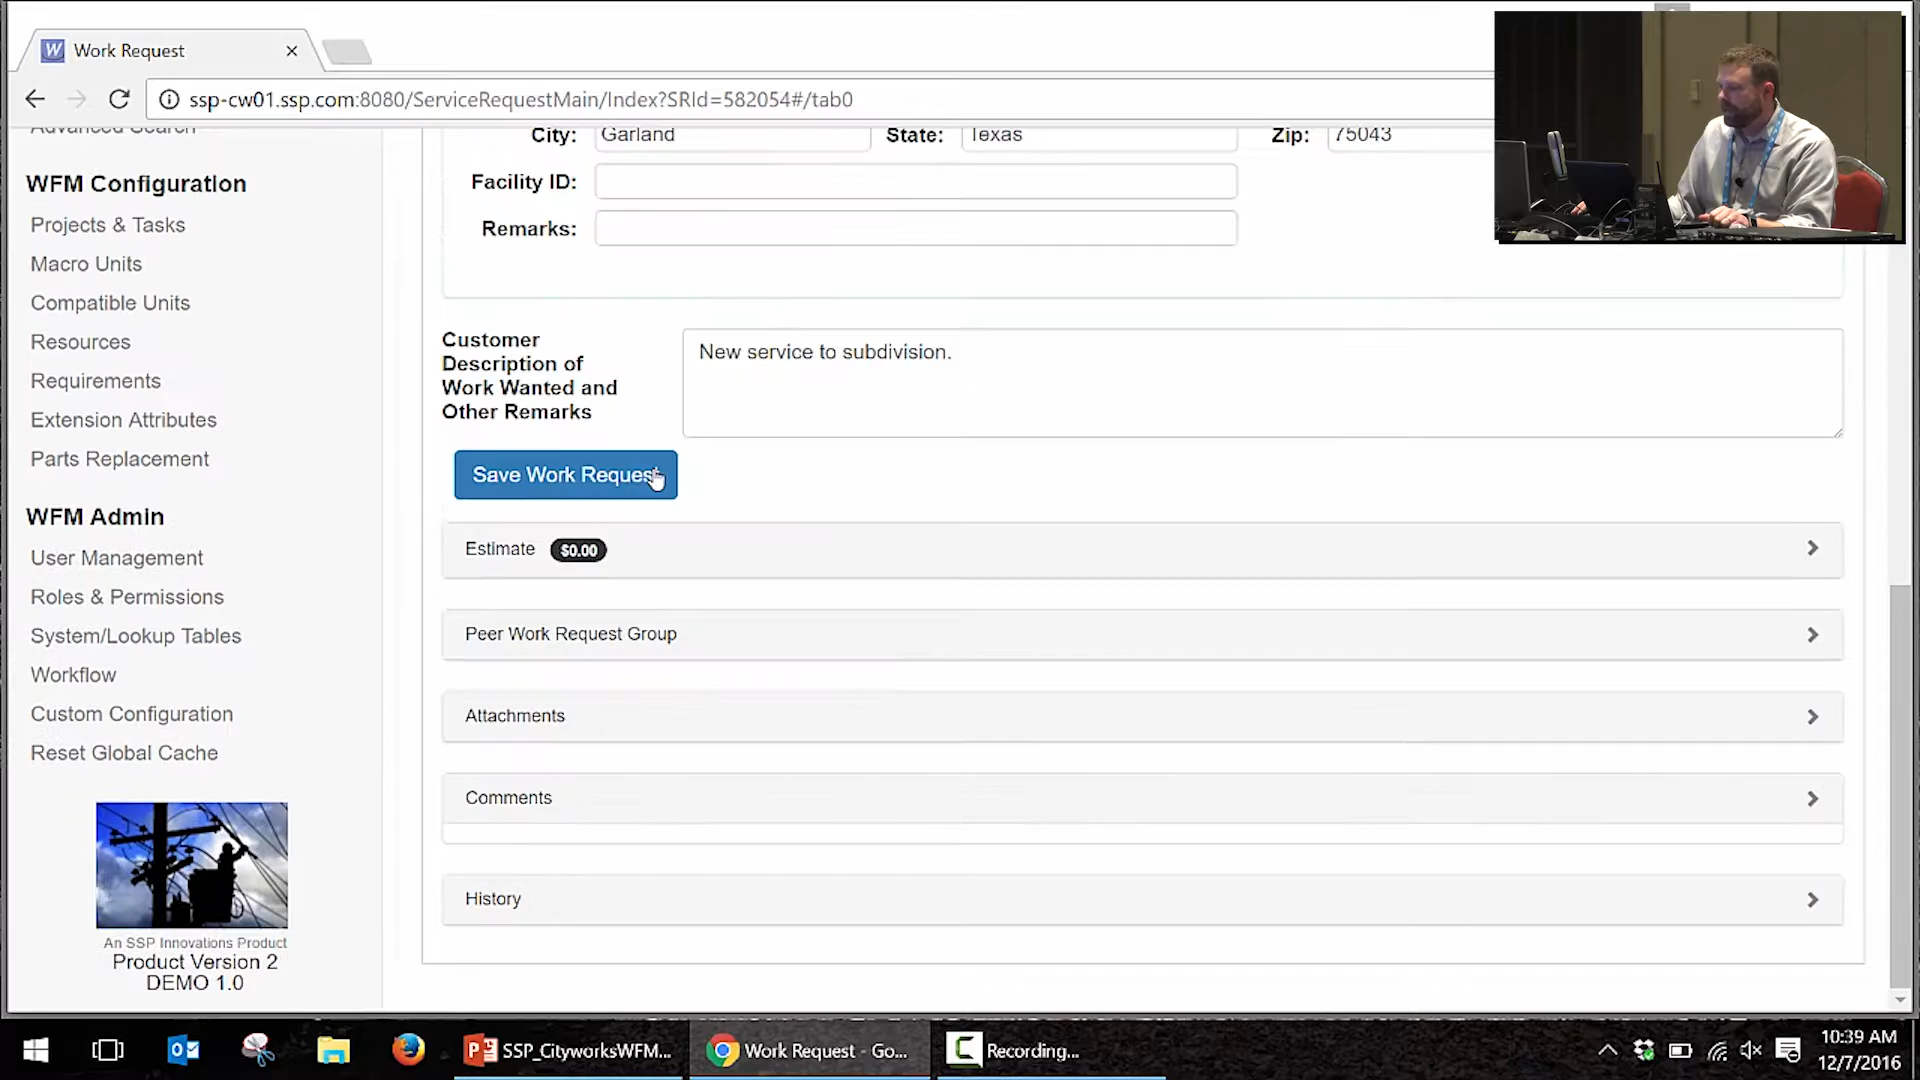 Work Request
ssp-cw01.ssp.com:8080/ServiceRequestMain/Index?SRId=582054#/tab0
Advanced Search
WFM Configuration
Projects & Tasks
Macro Units
Compatible Units
Resources
Requirements
Extension Attributes
Parts Replacement
WFM Admin
User Management
Roles & Permissions
System/Lookup Tables
Workflow
Custom Configuration
Reset Global Cache
An SSP Innovations Product
Product Version 2
DEMO 1.0
City: Garland State: Texas Zip: 75043
Facility ID:
Remarks:
Customer
Description of
Work Wanted and
Other Remarks
New service to subdivision.
Save Work Request
Estimate $0.00
Peer Work Request Group
Attachments
Comments
History
SSP_CityworksWFM... Work Request - Go... Recording... 10:39 AM
12/7/2016